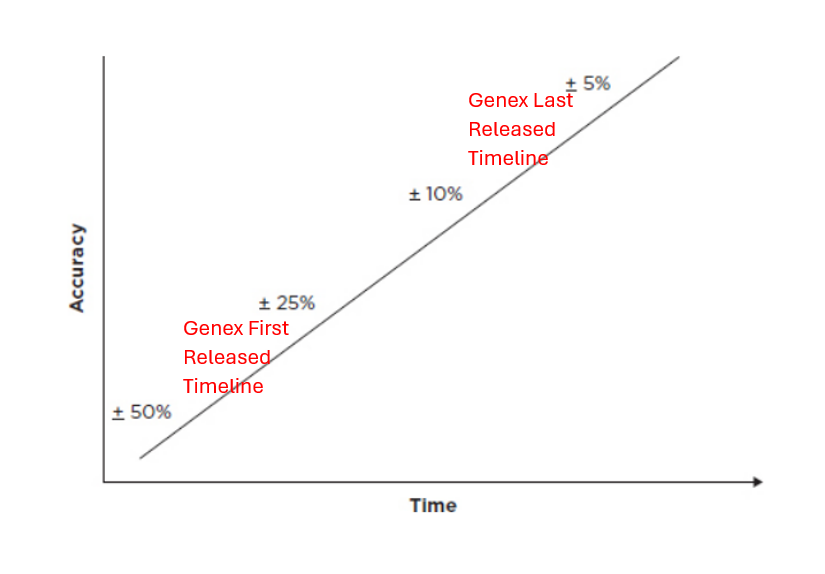 ± 5%
Genex Last
Released
Timeline
± 10%
Accuracy
± 25%
Genex First
Released
Timeline
± 50%
Time